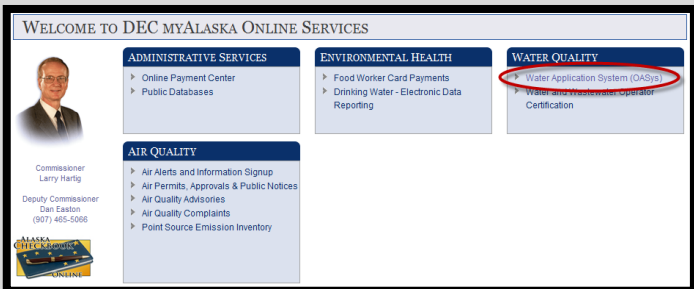 WELCOME TO DEC MYALASKA ONLINE SERVICES
ADMINISTRATIVE SERVICES
Online Payment Center
Public Databases
ENVIRONMENTAL HEALTH
Food Worker Card Payments
Drinking Water - Electronic Data
Reporting
WATER QUALITY
Water Application System (OASys)
Water and Wastewater Operator
Certification
AIR QUALITY
Air Alerts and Information Signup
Air Permits, Approvals & Public Notices
Air Quality Advisories
Air Quality Complaints
Point Source Emission Inventory
Commissioner
Larry Hartig
Deputy Commissioner
Dan Easton
(907) 465-5066
ALASKA
CHECKBOOK
ONLINE